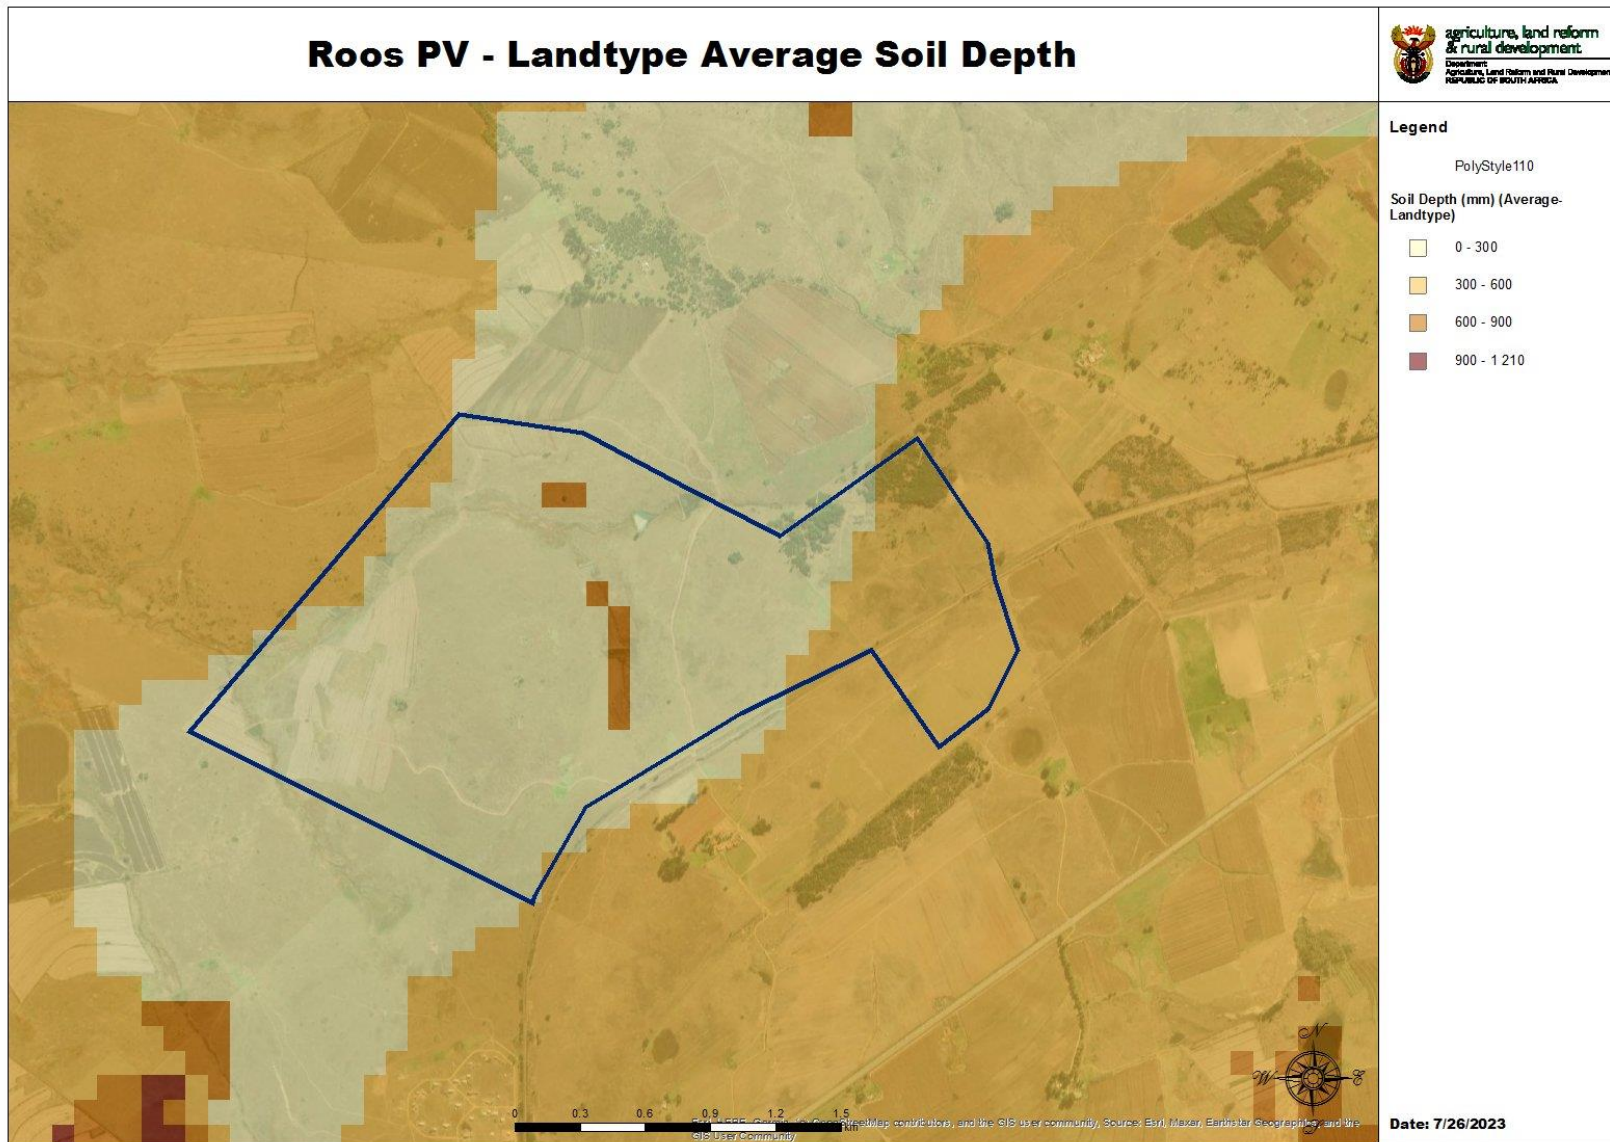 Roos PV - Landtype Average Soil Depth
agriculture, land reform
& rural development
Department:
Agriculture, Land Reform and Rural Development
REPUBLIC OF SOUTH AFRICA
Legend
PolyStyle110
Soil Depth (mm) (Average-
Landtype)
0 - 300
300 - 600
600 - 900
900 - 1 210
N
W
E
S
0 0.3 0.6 0.9 1.2 1.5
km
contributors, and the GIS user community, Source: Esri, Maxar, Earthstar Geographics, and the
GIS User Community
Date: 7/26/2023